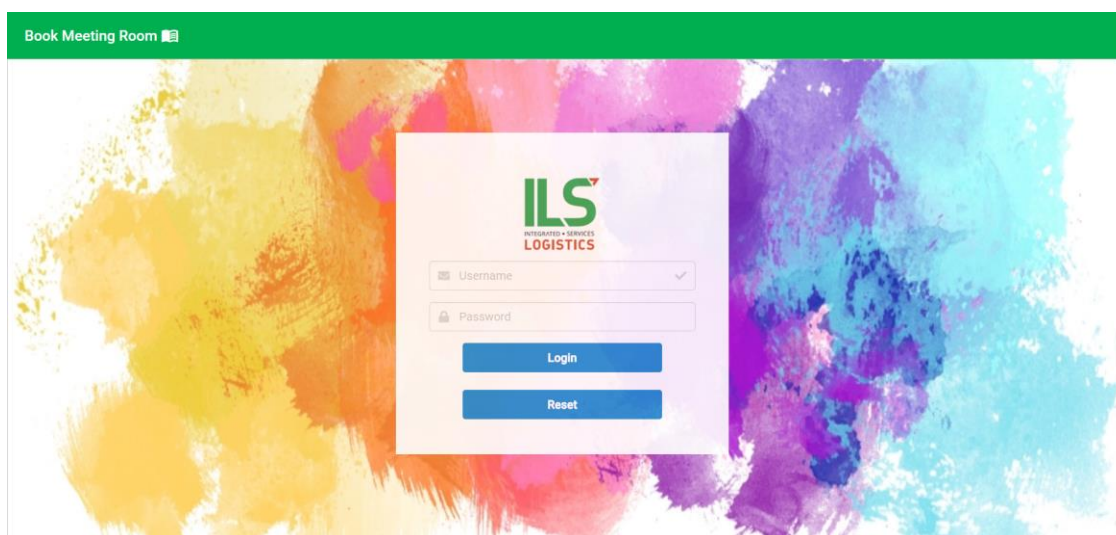 Book Meeting Room
ILS
INTEGRATED • SERVICES
LOGISTICS
Username
Password
Login
Reset